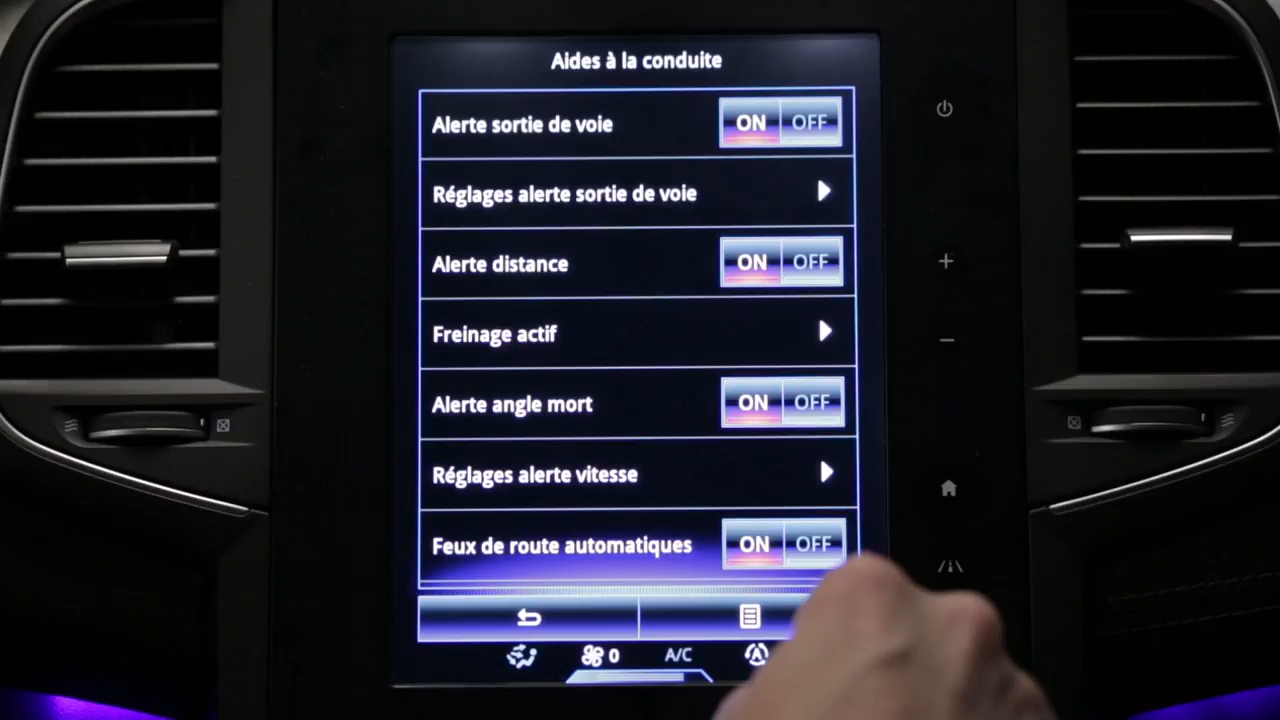 Aides à la conduite
Alerte sortie de voie ON OFF
Réglages alerte sortie de voie
Alerte distance ON OFF
Freinage actif
Alerte angle mort ON OFF
Réglages alerte vitesse
Feux de route automatiques ON OFF
0 A/C